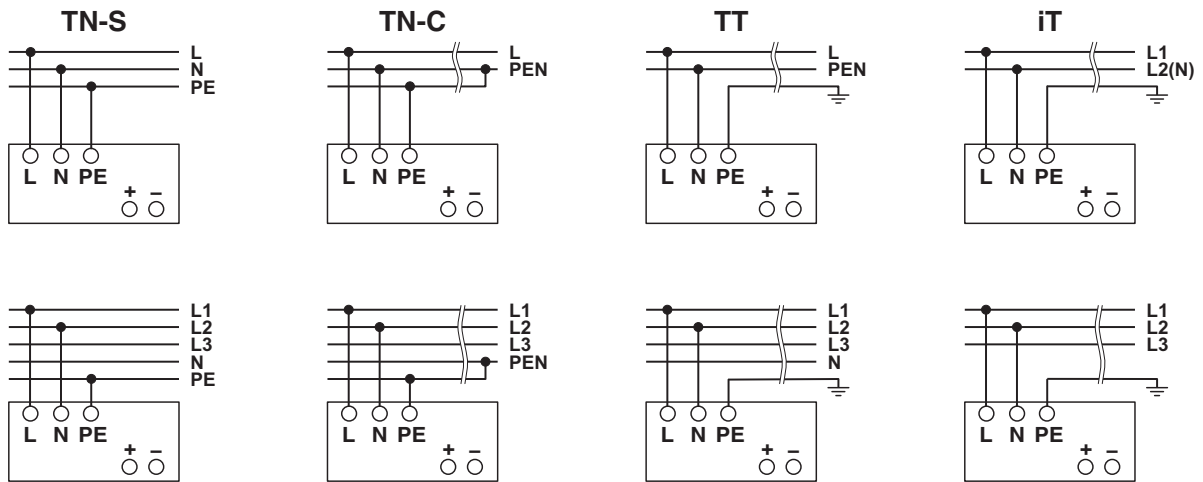 TN-S
L
N
PE
L N PE
+ –
TN-C
L
PEN
L N PE
+ –
TT
L
PEN
L N PE
+ –
iT
L1
L2(N)
L N PE
+ –
L1
L2
L3
N
PE
L N PE
+ –
L1
L2
L3
PEN
L N PE
+ –
L1
L2
L3
N
L N PE
+ –
L1
L2
L3
L N PE
+ –